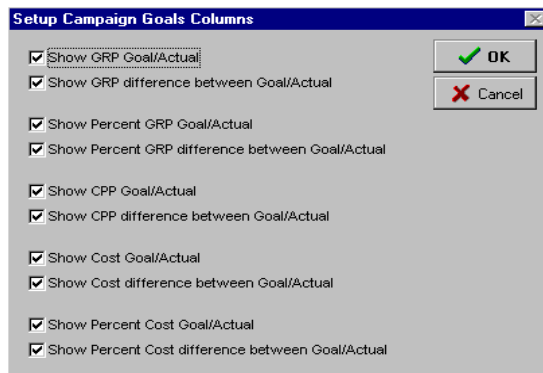 Setup Campaign Goals Columns
Show GRP Goal/Actual
OK
Show GRP difference between Goal/Actual
Cancel
Show Percent GRP Goal/Actual
Show Percent GRP difference between Goal/Actual
Show CPP Goal/Actual
Show CPP difference between Goal/Actual
Show Cost Goal/Actual
Show Cost difference between Goal/Actual
Show Percent Cost Goal/Actual
Show Percent Cost difference between Goal/Actual